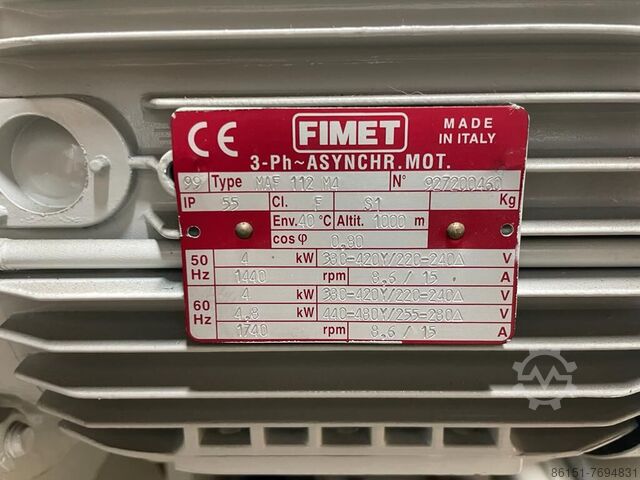 CE FIMET MADE IN ITALY
3-Ph~ASYNCHR.MOT.
99 Type MAF 112 M4 N° 927200460
IP 55 Cl. F S1 Kg
Env. 40 °C Altit. 1000 m
cos φ 0,80
50 Hz 4 kW 380-420Y/220-240Δ V
1440 rpm 8,6 / 15 A
60 Hz 4 kW 380-420Y/220-240Δ V
4,8 kW 440-480Y/255-280Δ V
1740 rpm 8,6 / 15 A
86151-7694831